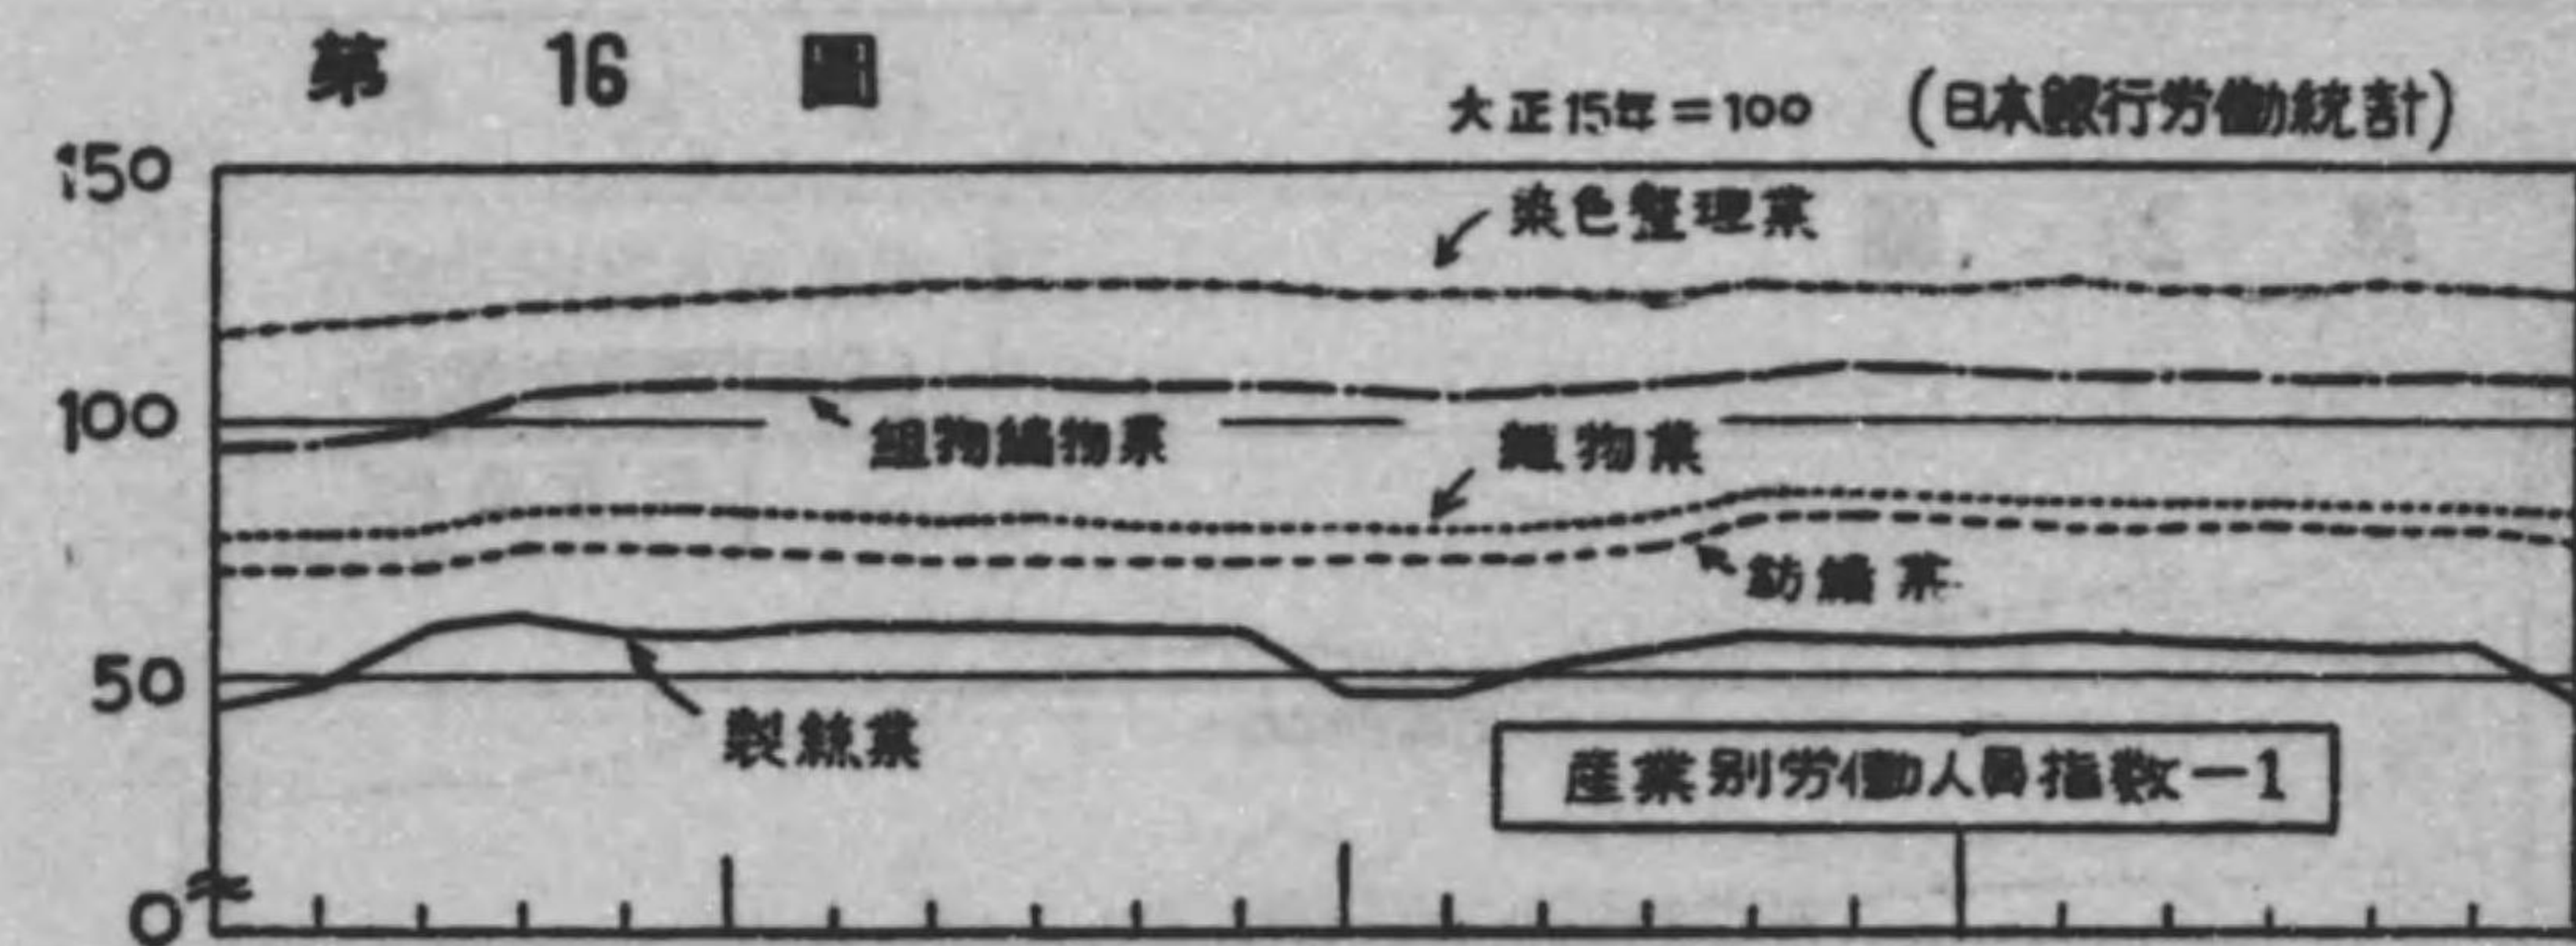 第 16 圖
大正15年=100 (日本銀行労働統計)
150
染色整理業
100
組物編物業
織物業
紡績業
50
製絲業
産業別労働人員指数-1
0